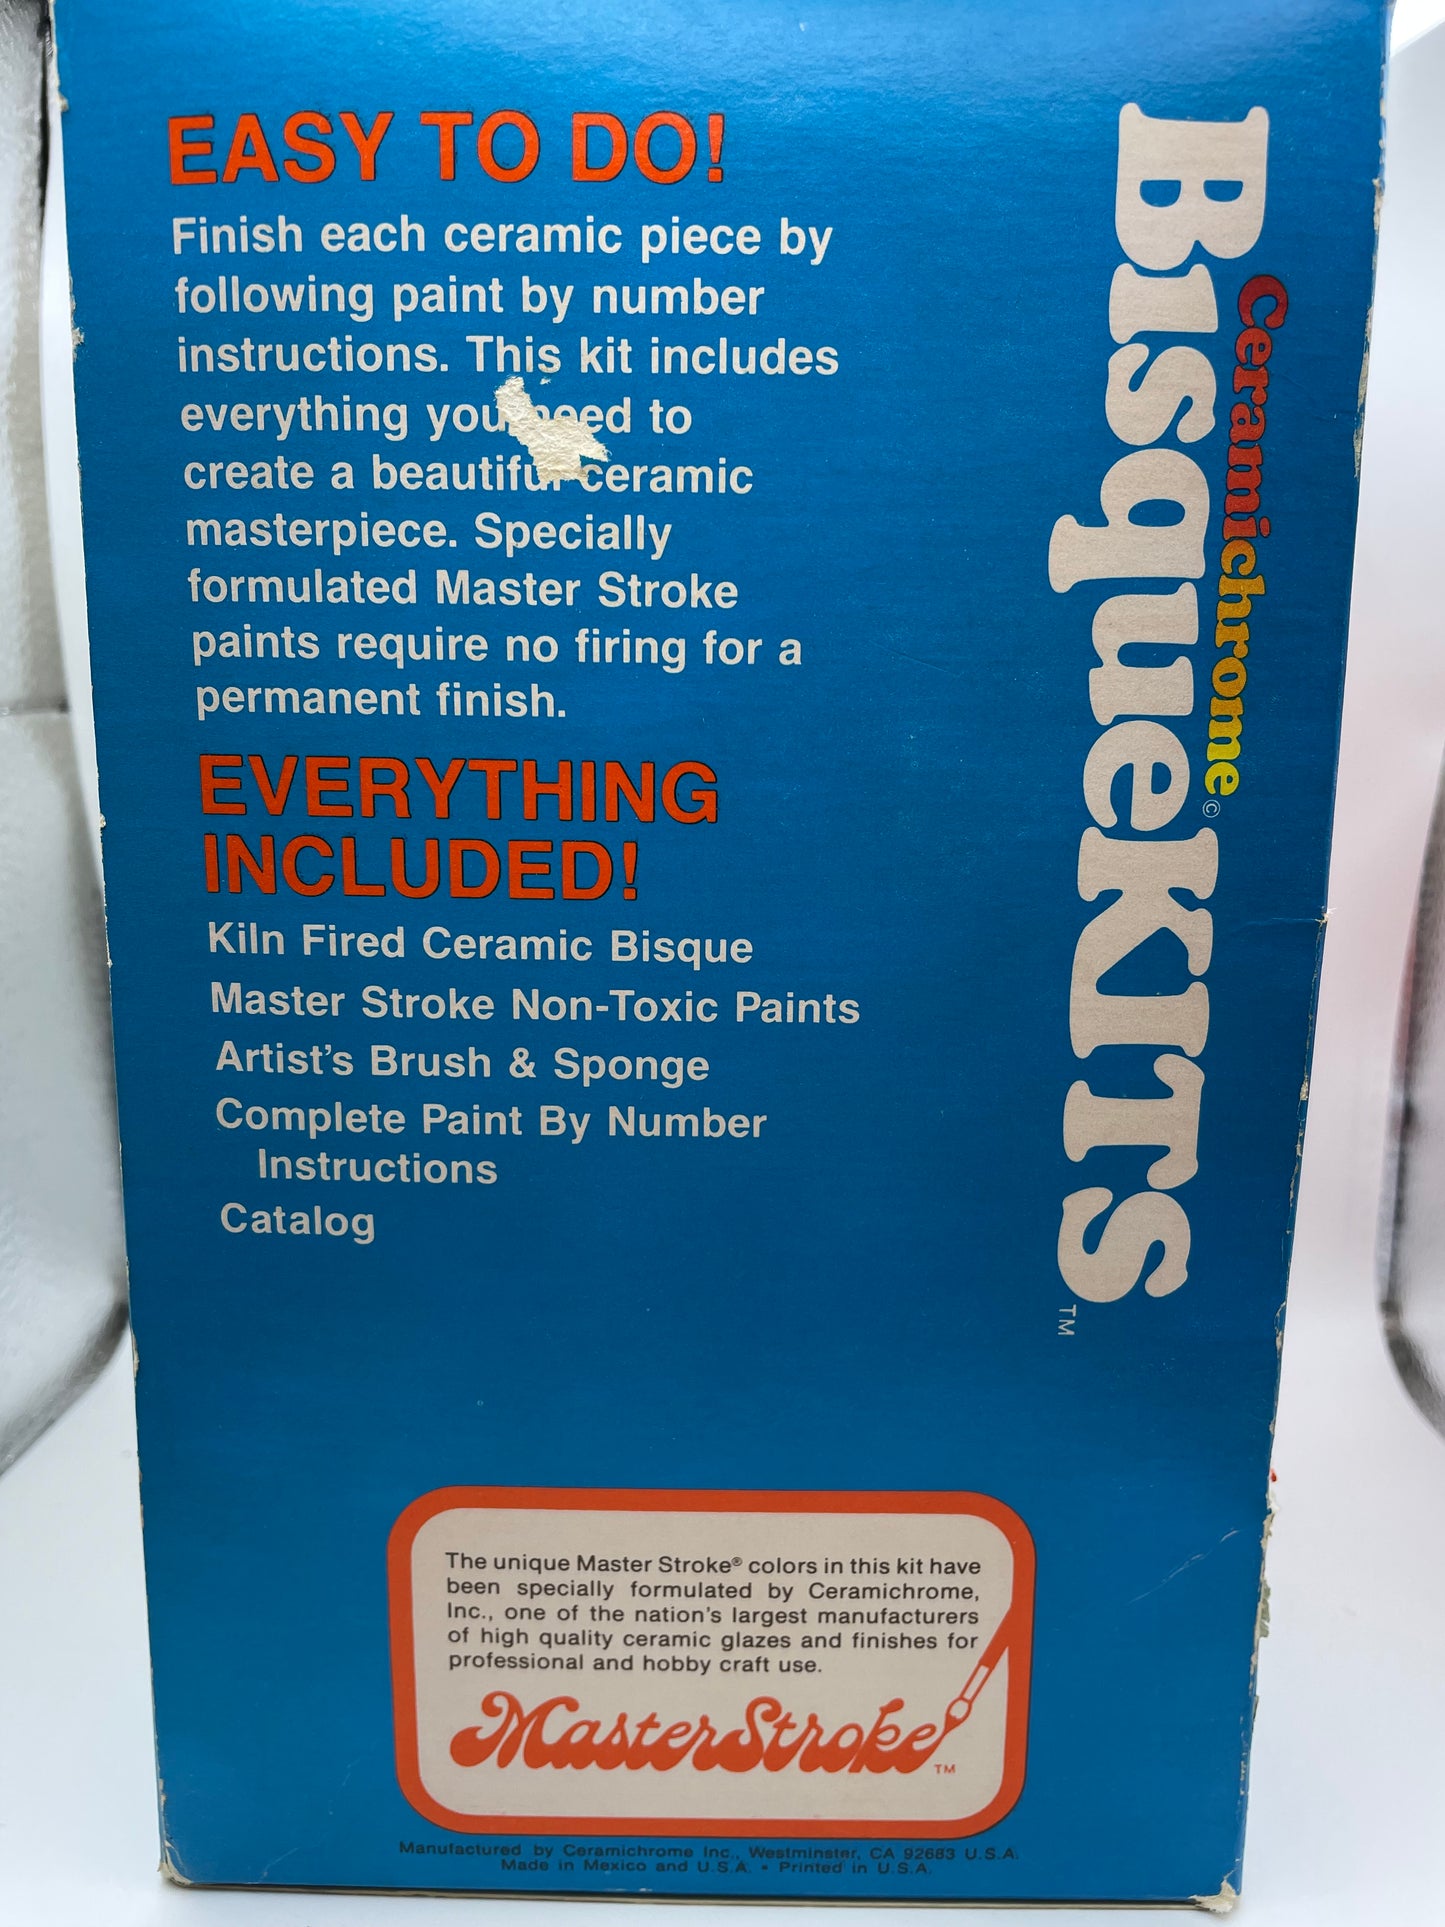 EASY TO DO!
Finish each ceramic piece by
following paint by number
instructions. This kit includes
everything you need to
create a beautiful ceramic
masterpiece. Specially
formulated Master Stroke
paints require no firing for a
permanent finish.
EVERYTHING
INCLUDED!
Kiln Fired Ceramic Bisque
Master Stroke Non-Toxic Paints
Artist's Brush & Sponge
Complete Paint By Number
Instructions
Catalog
Ceramichrome©
BisqueKITS™
The unique Master Stroke® colors in this kit have
been specially formulated by Ceramichrome,
Inc., one of the nation's largest manufacturers
of high quality ceramic glazes and finishes for
professional and hobby craft use.
MasterStroke™
Manufactured by Ceramichrome Inc., Westminster, CA 92683 U.S.A.
Made in Mexico and U.S.A. • Printed in U.S.A.